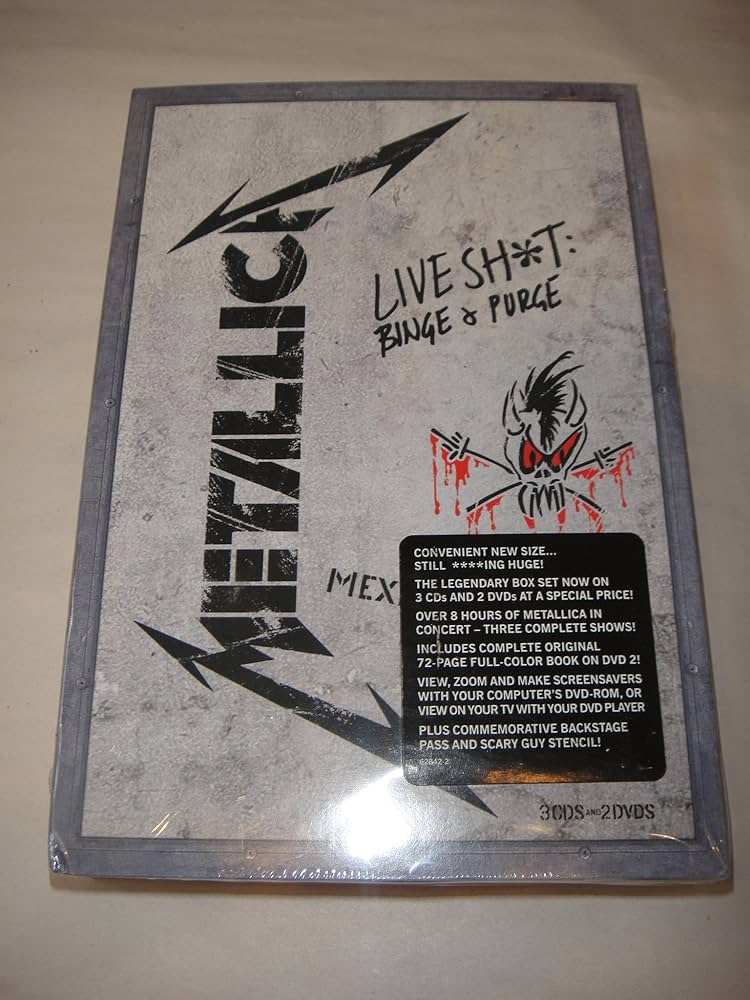 METALLICA
LIVE SH*T:
BINGE & PURGE
MEX
CONVENIENT NEW SIZE...
STILL ****ING HUGE!
THE LEGENDARY BOX SET NOW ON
3 CDs AND 2 DVDs AT A SPECIAL PRICE!
OVER 8 HOURS OF METALLICA IN
CONCERT – THREE COMPLETE SHOWS!
INCLUDES COMPLETE ORIGINAL
72-PAGE FULL-COLOR BOOK ON DVD 2!
VIEW, ZOOM AND MAKE SCREENSAVERS
WITH YOUR COMPUTER'S DVD-ROM, OR
VIEW ON YOUR TV WITH YOUR DVD PLAYER
PLUS COMMEMORATIVE BACKSTAGE
PASS AND SCARY GUY STENCIL!
62842-2
3CDS AND 2DVDS